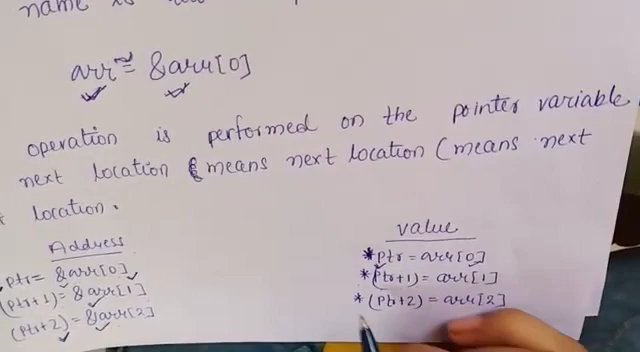 name is
arr ≅ &arr[0]
operation is performed on the pointer variable
next location (means next location (means next
location.
Address
ptr = &arr[0]
(ptr+1) = &arr[1]
(ptr+2) = &arr[2]
value
*ptr = arr[0]
*(ptr+1) = arr[1]
*(ptr+2) = arr[2]